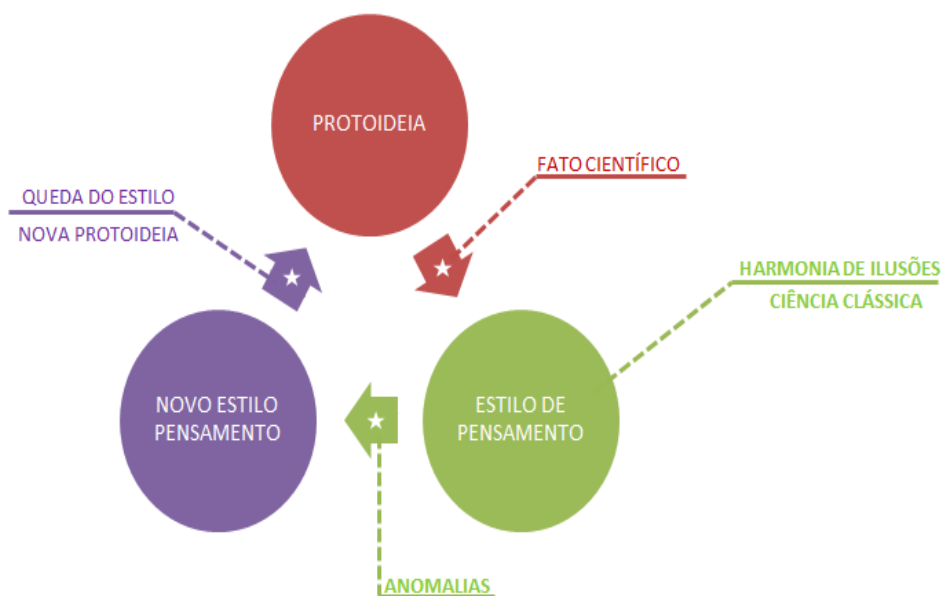 PROTOIDEIA
FATO CIENTÍFICO
QUEDA DO ESTILO
NOVA PROTOIDEIA
HARMONIA DE ILUSÕES
CIÊNCIA CLÁSSICA
NOVO ESTILO
PENSAMENTO
ESTILO DE
PENSAMENTO
ANOMALIAS